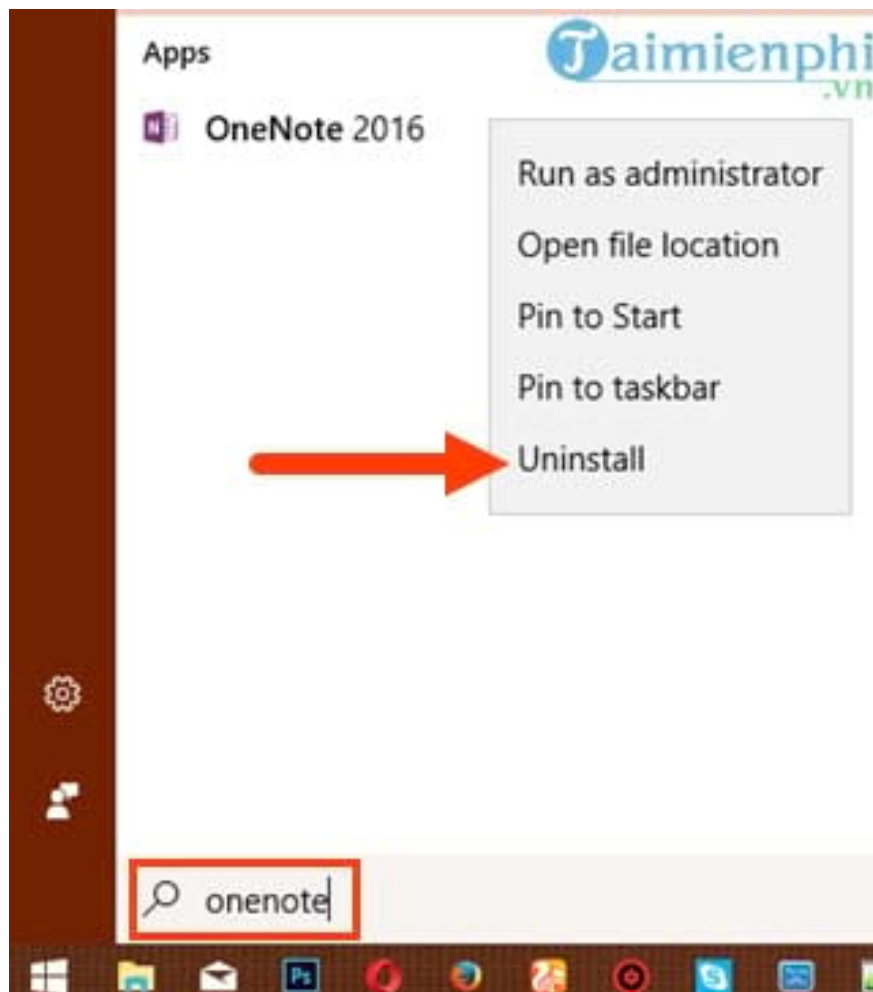 Apps
Taimienphi
.vn
OneNote 2016
Run as administrator
Open file location
Pin to Start
Pin to taskbar
Uninstall
onenote
Ps